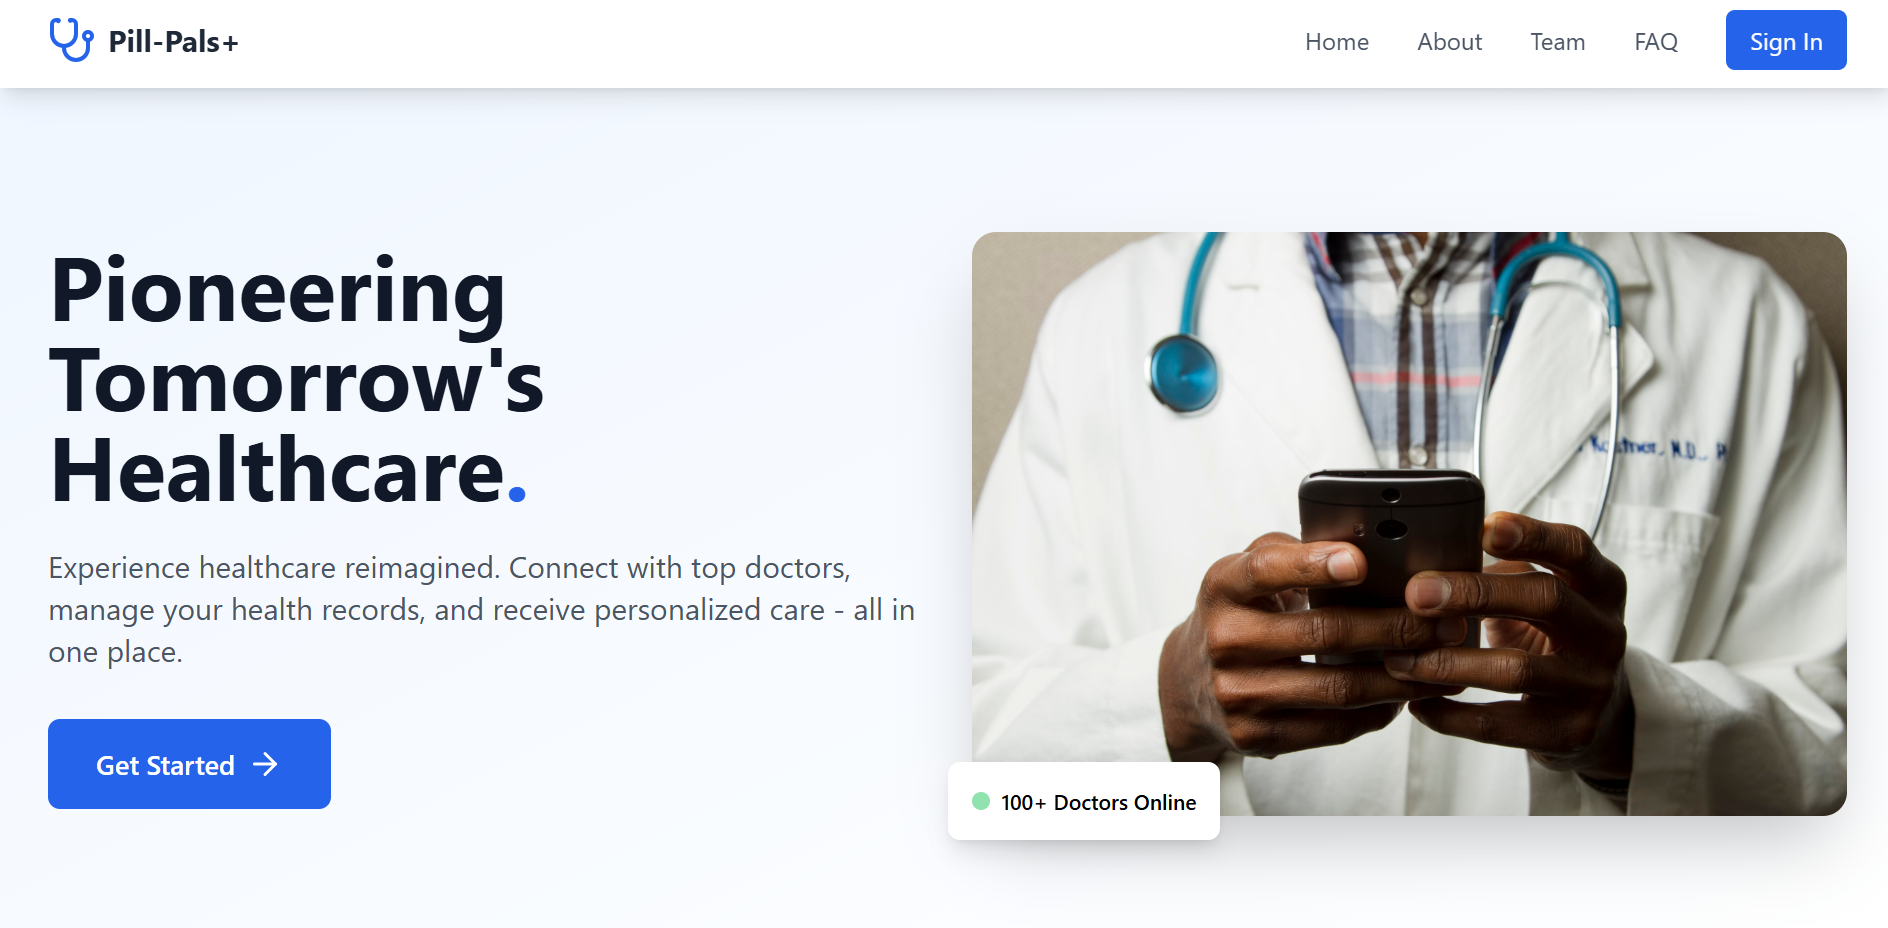 Pill-Pals+
Home
About
Team
FAQ
Sign In
Pioneering
Tomorrow's
Healthcare.
Experience healthcare reimagined. Connect with top doctors,
manage your health records, and receive personalized care - all in
one place.
Get Started
M.D.
100+ Doctors Online